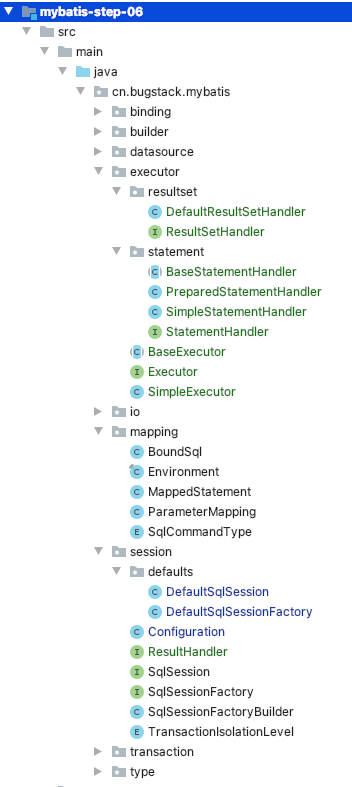 mybatis-step-06
src
main
java
cn.bugstack.mybatis
binding
builder
datasource
executor
resultset
C DefaultResultSetHandler
I ResultSetHandler
statement
C BaseStatementHandler
C PreparedStatementHandler
C SimpleStatementHandler
I StatementHandler
C BaseExecutor
I Executor
C SimpleExecutor
io
mapping
C BoundSql
C Environment
C MappedStatement
C ParameterMapping
E SqlCommandType
session
defaults
C DefaultSqlSession
C DefaultSqlSessionFactory
C Configuration
I ResultHandler
I SqlSession
I SqlSessionFactory
C SqlSessionFactoryBuilder
E TransactionIsolationLevel
transaction
type